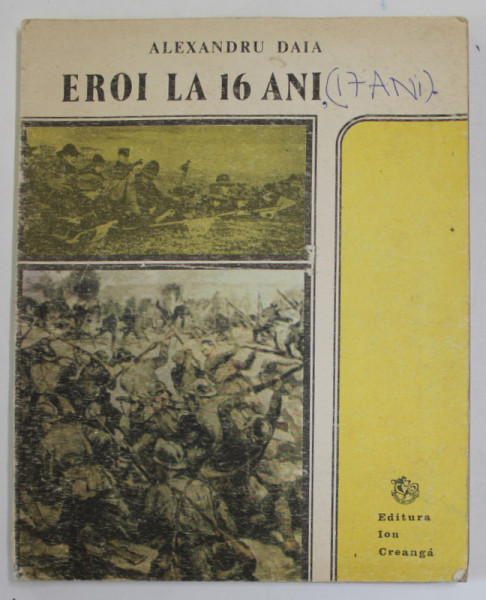 ALEXANDRU DAIA
EROI LA 16 ANI, (17 ANI).
Editura
Ion
Creangă